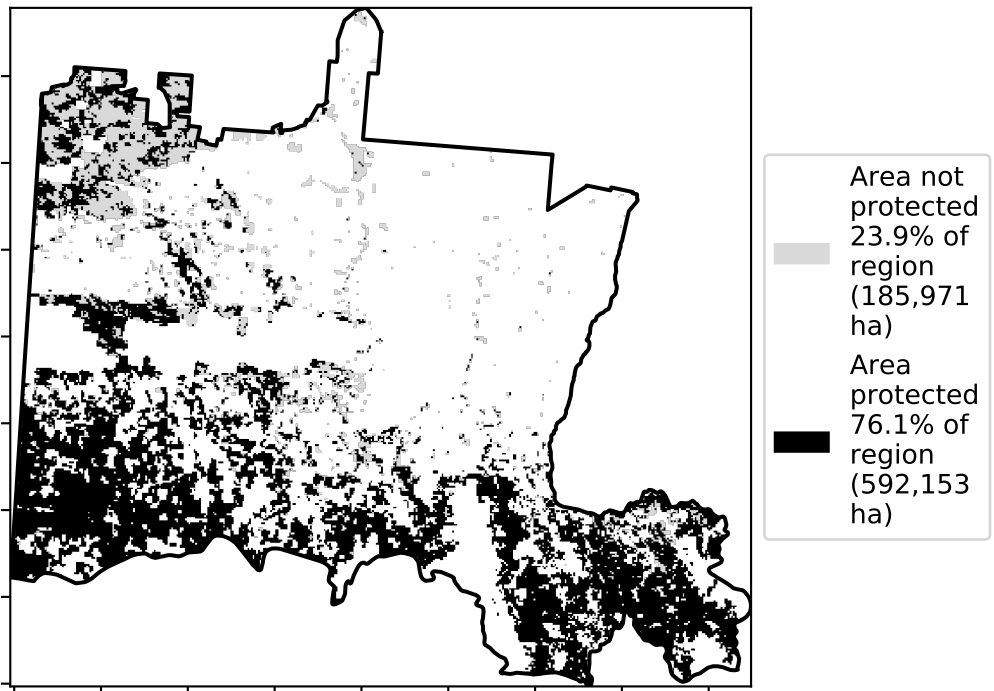 Area not
protected
23.9% of
region
(185,971
ha)
Area
protected
76.1% of
region
(592,153
ha)